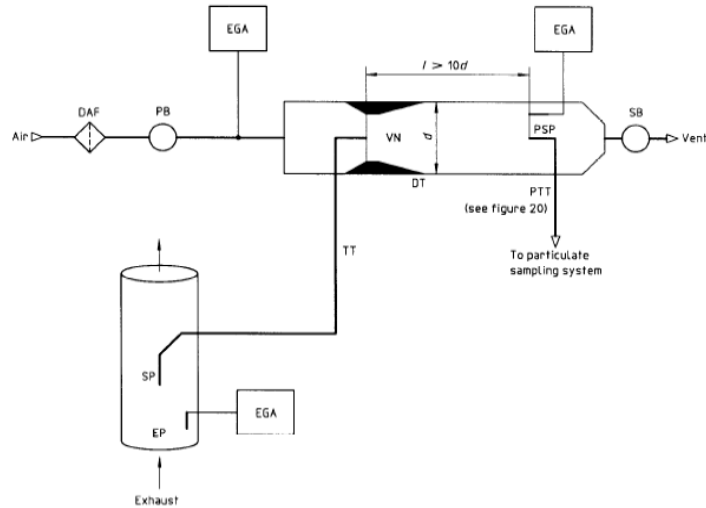 EGA
EGA
l > 10d
DAF
PB
SB
Air
VN
d
PSP
Vent
DT
PTT
(see figure 20)
TT
To particulate
sampling system
SP
EGA
EP
Exhaust